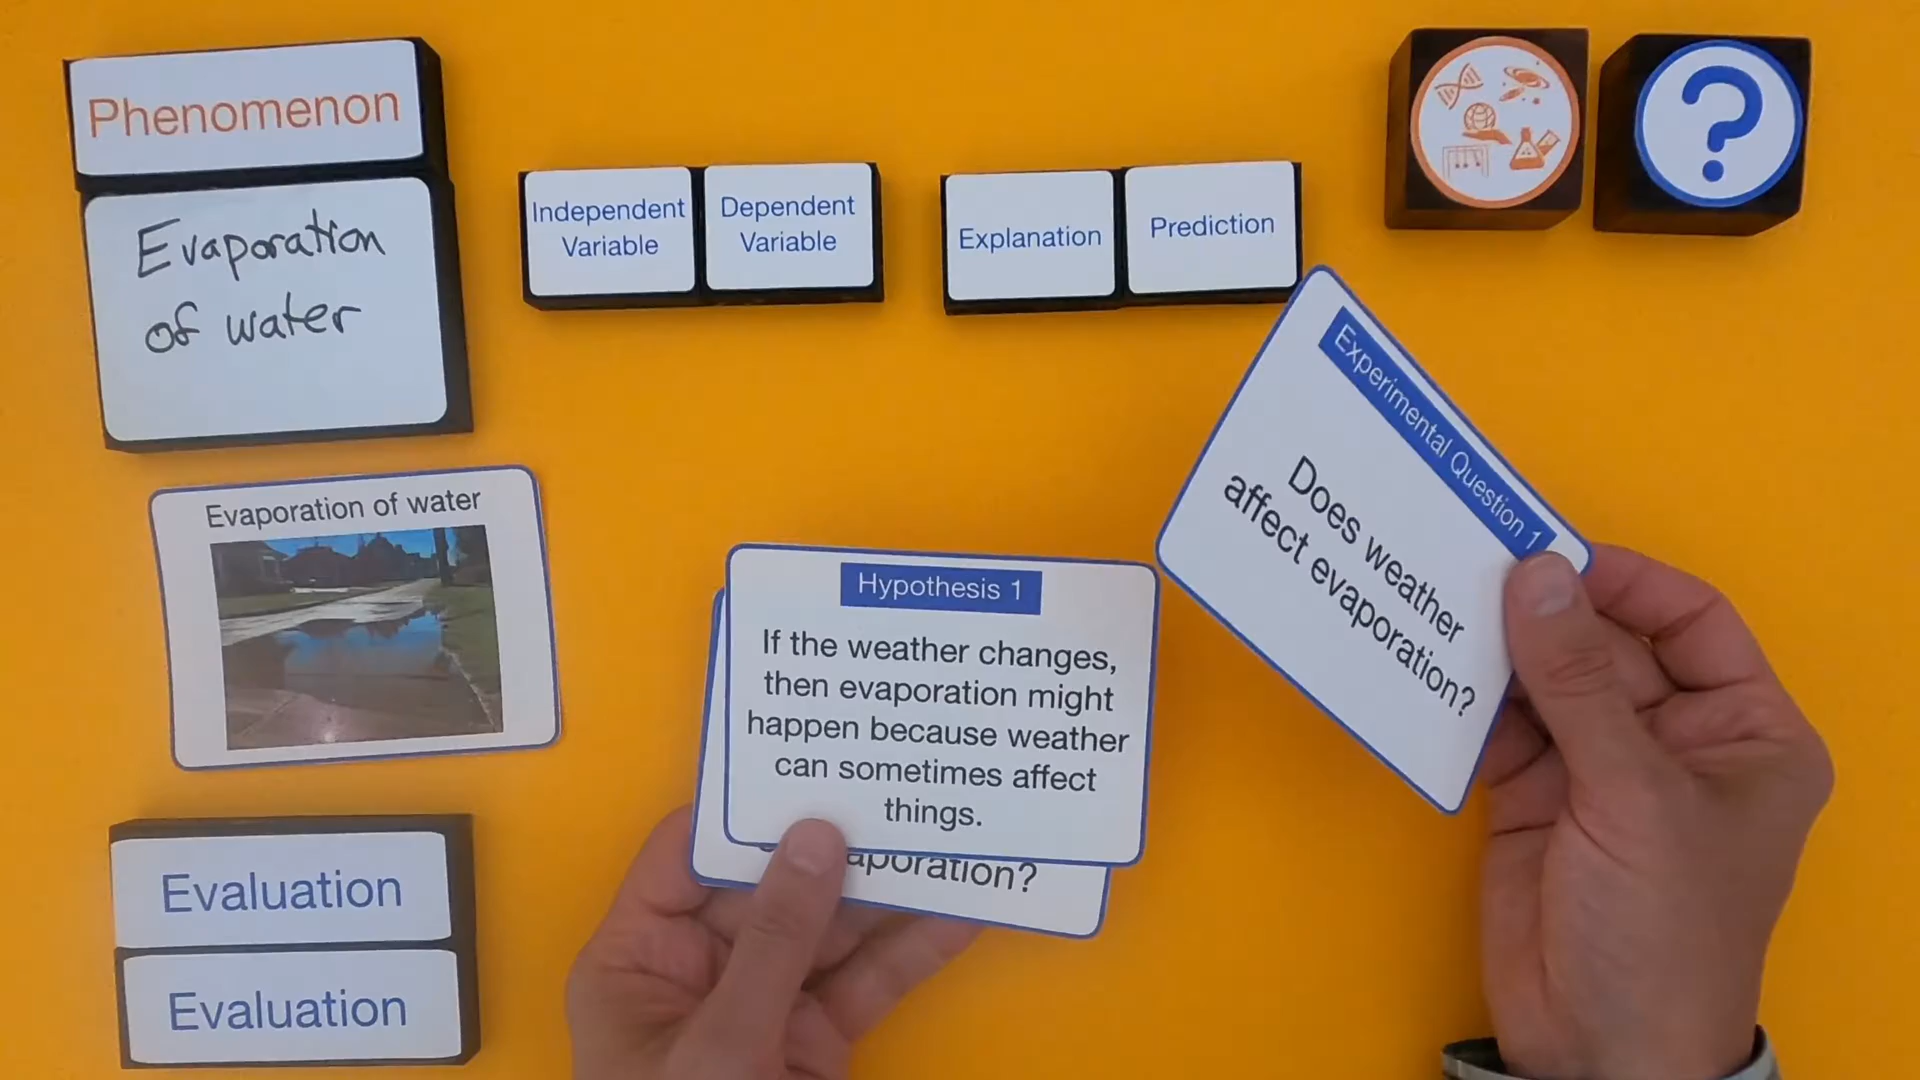 Phenomenon
Evaporation
of water
Independent
Variable
Dependent
Variable
Explanation
Prediction
Experimental Question 1
Does weather
affect evaporation?
Evaporation of water
Hypothesis 1
If the weather changes,
then evaporation might
happen because weather
can sometimes affect
things.
evaporation?
Evaluation
Evaluation